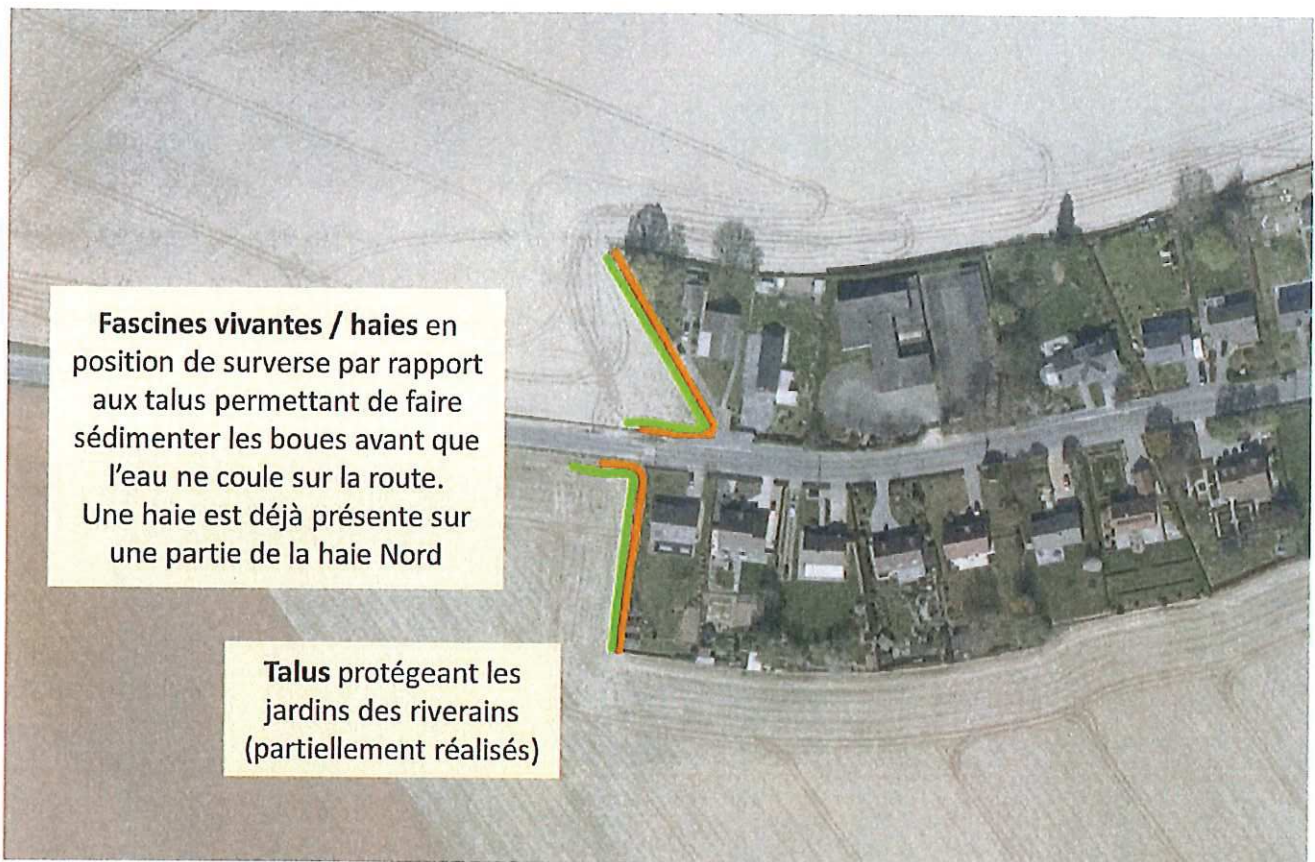 Fascines vivantes / haies en
position de surverse par rapport
aux talus permettant de faire
sédimenter les boues avant que
l'eau ne coule sur la route.
Une haie est déjà présente sur
une partie de la haie Nord
Talus protégeant les
jardins des riverains
(partiellement réalisés)